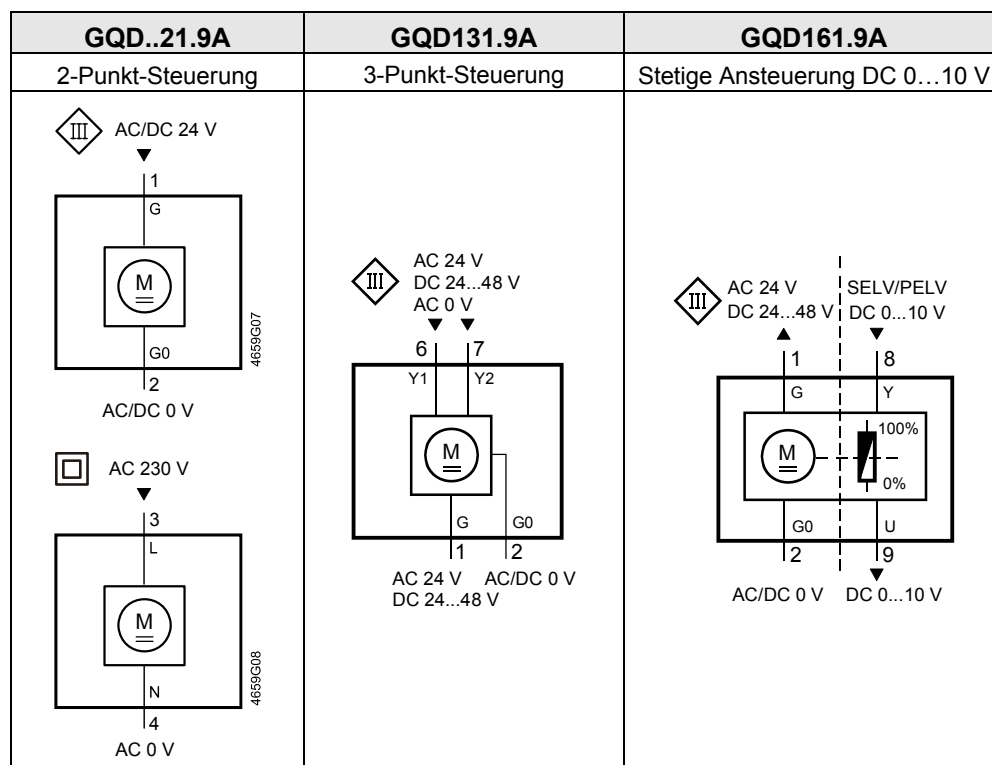 GQD..21.9A
2-Punkt-Steuerung
III
AC/DC 24 V
1
G
M
G0
2
AC/DC 0 V
4659G07
AC 230 V
3
L
M
N
4
AC 0 V
4659G08
GQD131.9A
3-Punkt-Steuerung
III
AC 24 V
DC 24...48 V
AC 0 V
6 7
Y1 Y2
M
G G0
1 2
AC 24 V AC/DC 0 V
DC 24...48 V
GQD161.9A
Stetige Ansteuerung DC 0…10 V
III
AC 24 V SELV/PELV
DC 24...48 V DC 0...10 V
1 8
G Y
100%
M
0%
G0 U
2 9
AC/DC 0 V DC 0...10 V